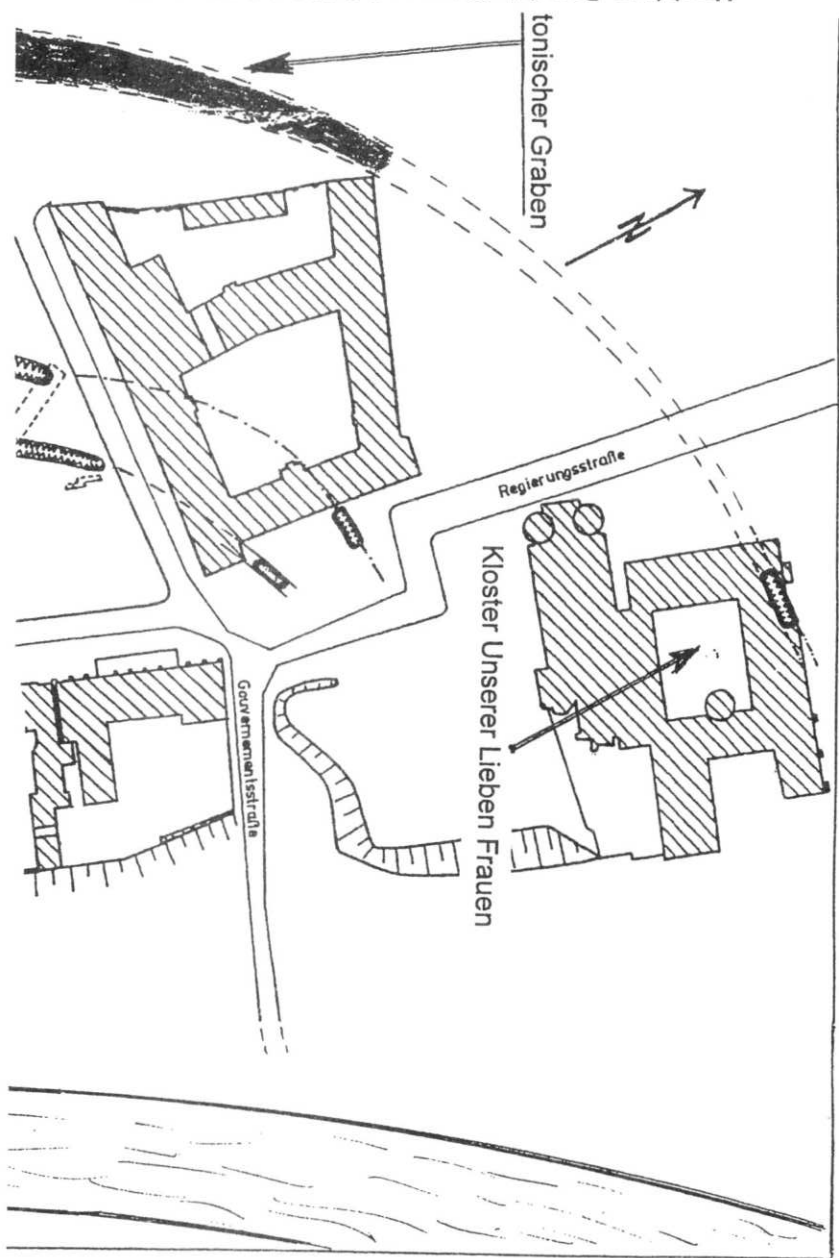 tonischer Graben
N
Regierungsstraße
Kloster Unserer Lieben Frauen
Gouvernementsstraße